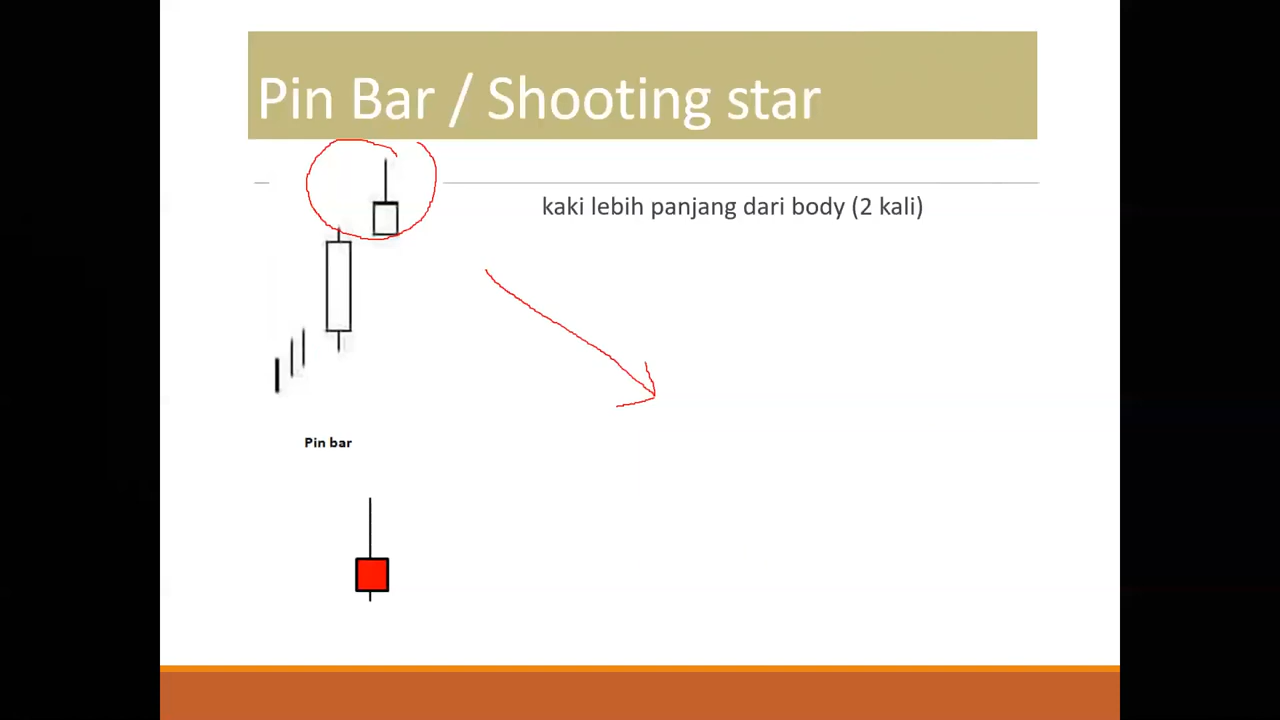 Pin Bar / Shooting star
kaki lebih panjang dari body (2 kali)
Pin bar